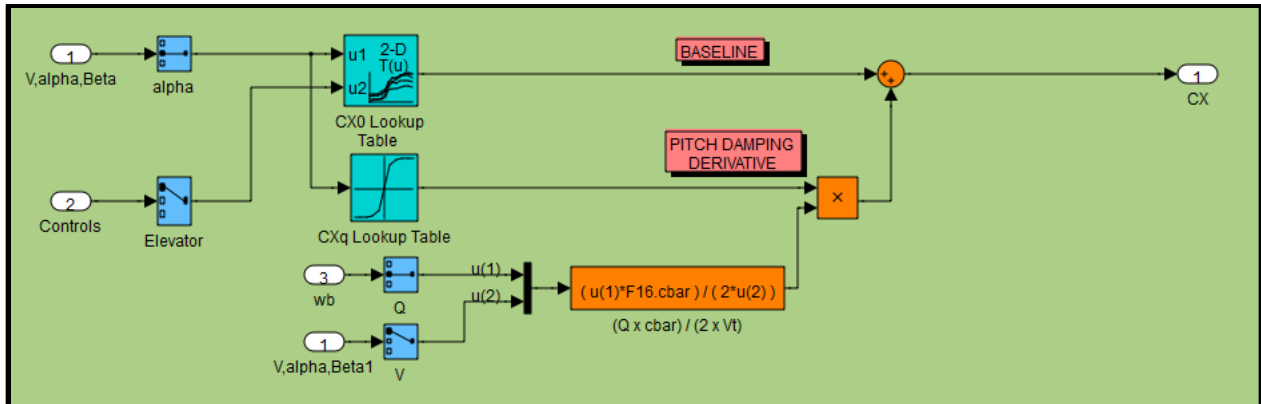 1
V,alpha,Beta
alpha
u1
u2
2-D
T(u)
CX0 Lookup
Table
BASELINE
1
CX
2
Controls
Elevator
CXq Lookup Table
PITCH DAMPING
DERIVATIVE
×
3
wb
Q
u(1)
u(2)
1
V,alpha,Beta1
V
( u(1)*F16.cbar ) / ( 2*u(2) )
(Q x cbar) / (2 x Vt)